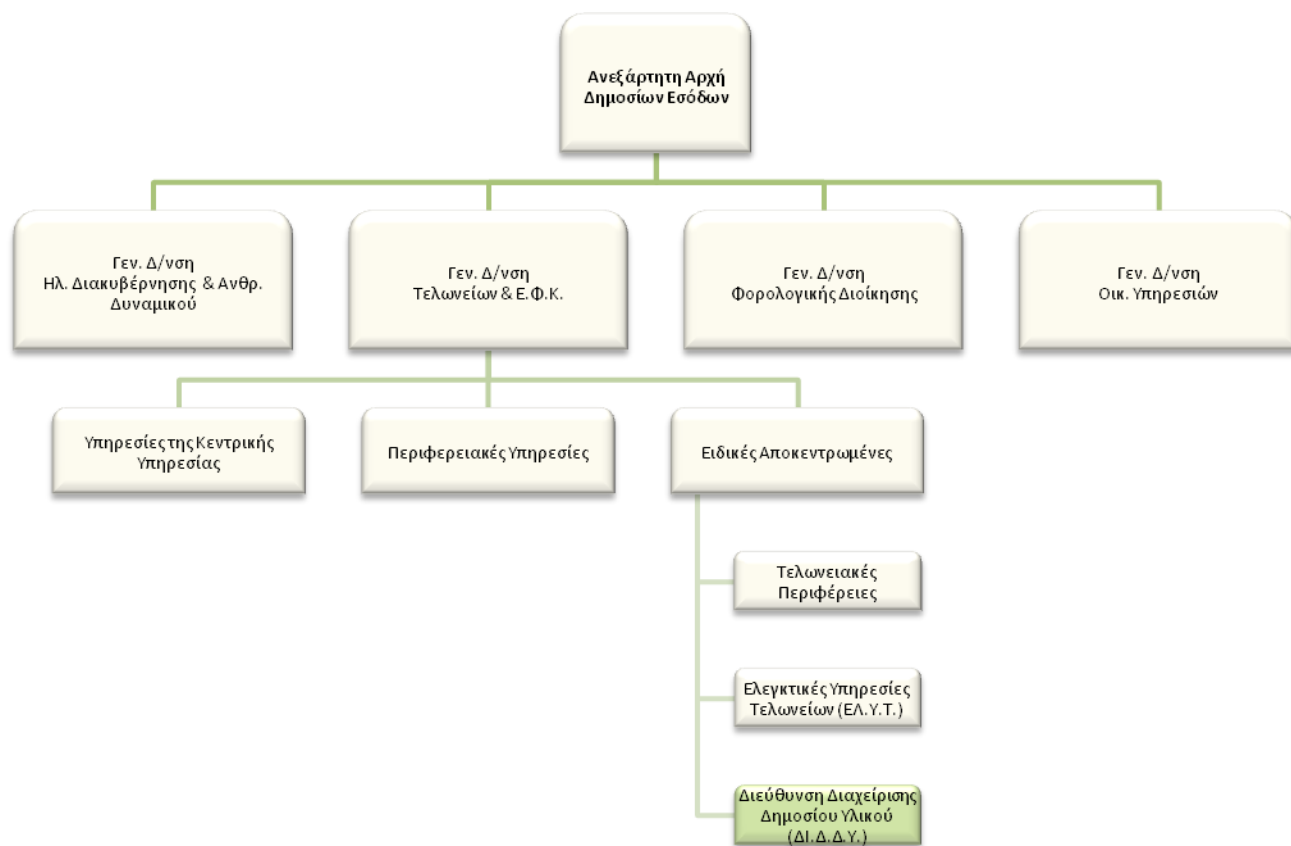 Ανεξάρτητη Αρχή
Δημοσίων Εσόδων
Γεν. Δ/νση
Ηλ. Διακυβέρνησης & Ανθρ.
Δυναμικού
Γεν. Δ/νση
Τελωνείων & Ε.Φ.Κ.
Γεν. Δ/νση
Φορολογικής Διοίκησης
Γεν. Δ/νση
Οικ. Υπηρεσιών
Υπηρεσίες της Κεντρικής
Υπηρεσίας
Περιφερειακές Υπηρεσίες
Ειδικές Αποκεντρωμένες
Τελωνειακές
Περιφέρειες
Ελεγκτικές Υπηρεσίες
Τελωνείων (ΕΛ.Υ.Τ.)
Διεύθυνση Διαχείρισης
Δημοσίου Υλικού
(ΔΙ.Δ.Δ.Υ.)